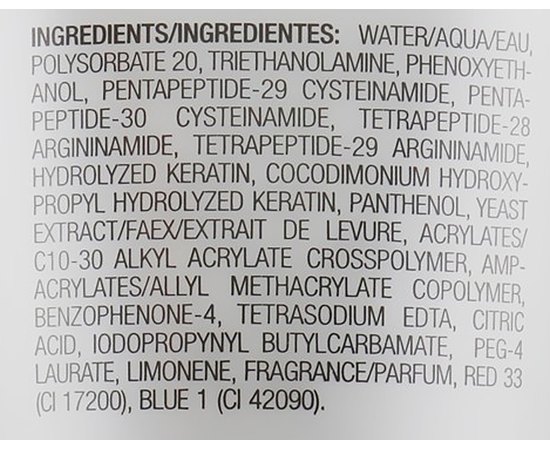 INGREDIENTS/INGREDIENTES: WATER/AQUA/EAU,
POLYSORBATE 20, TRIETHANOLAMINE, PHENOXYETH-
ANOL, PENTAPEPTIDE-29 CYSTEINAMIDE, PENTA-
PEPTIDE-30 CYSTEINAMIDE, TETRAPEPTIDE-28
ARGININAMIDE, TETRAPEPTIDE-29 ARGININAMIDE,
HYDROLYZED KERATIN, COCODIMONIUM HYDROXY-
PROPYL HYDROLYZED KERATIN, PANTHENOL, YEAST
EXTRACT/FAEX/EXTRAIT DE LEVURE, ACRYLATES/
C10-30 ALKYL ACRYLATE CROSSPOLYMER, AMP-
ACRYLATES/ALLYL METHACRYLATE COPOLYMER,
BENZOPHENONE-4, TETRASODIUM EDTA, CITRIC
ACID, IODOPROPYNYL BUTYLCARBAMATE, PEG-4
LAURATE, LIMONENE, FRAGRANCE/PARFUM, RED 33
(CI 17200), BLUE 1 (CI 42090).